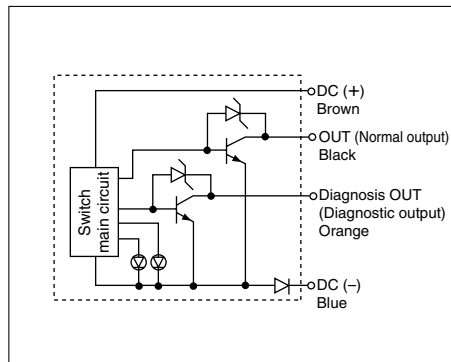 DC (+)
Brown
OUT (Normal output)
Black
Diagnosis OUT
(Diagnostic output)
Orange
Switch
main circuit
DC (–)
Blue